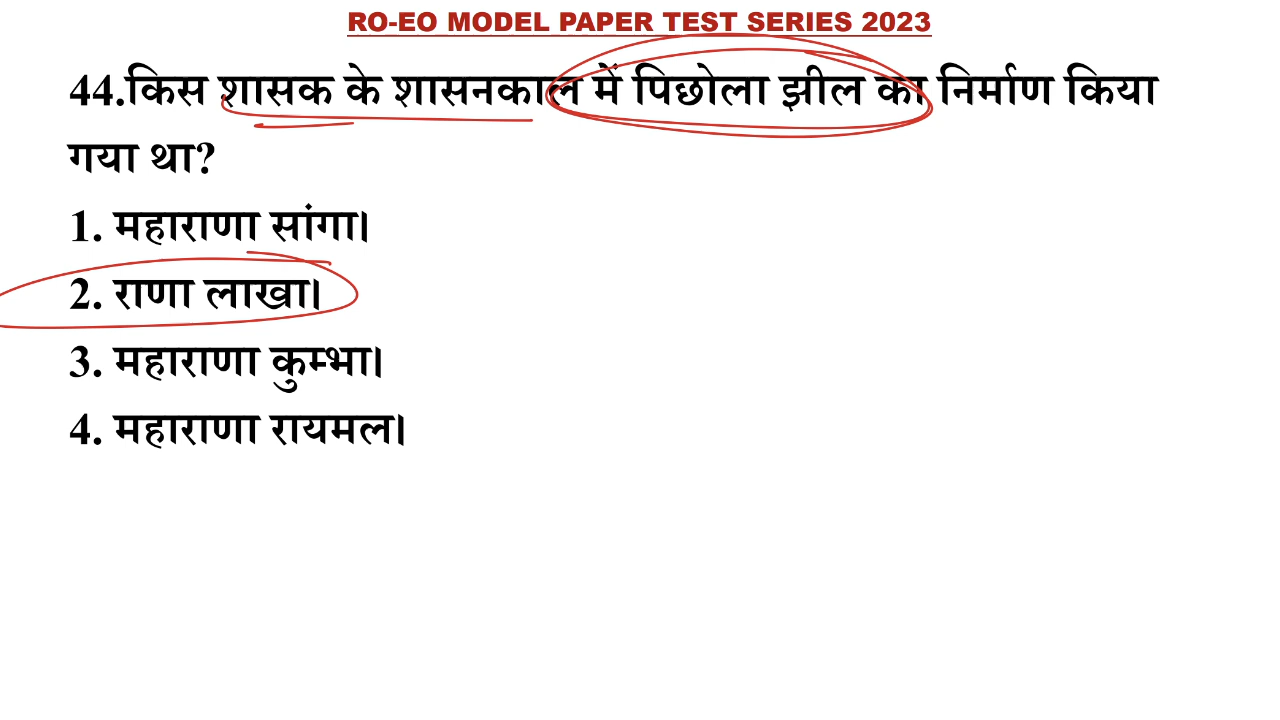 RO-EO MODEL PAPER TEST SERIES 2023
44.किस शासक के शासनकाल में पिछोला झील का निर्माण किया
गया था?
1. महाराणा सांगा।
2. राणा लाखा।
3. महाराणा कुम्भा।
4. महाराणा रायमल।